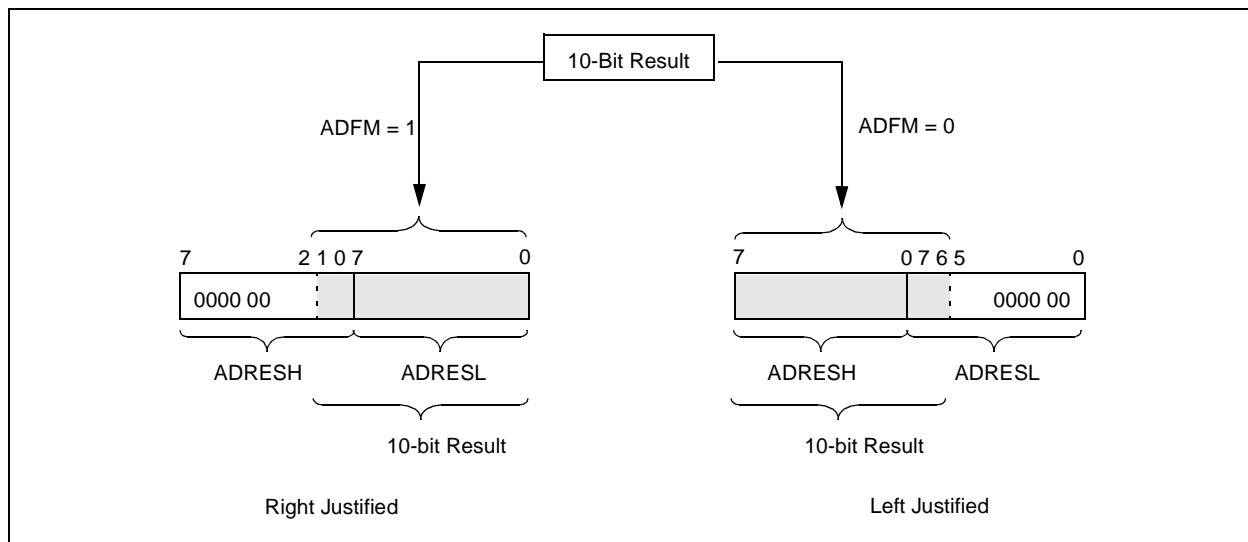 10-Bit Result
ADFM = 1
ADFM = 0
7 2 1 0 7 0
7 0 7 6 5 0
0000 00
0000 00
ADRESH ADRESL
ADRESH ADRESL
10-bit Result
10-bit Result
Right Justified
Left Justified